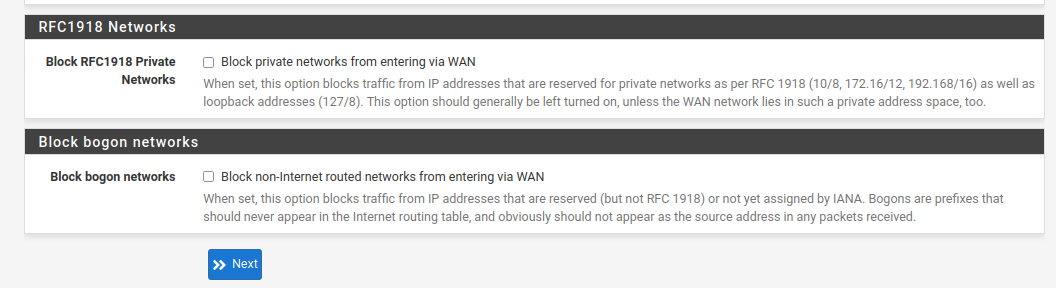 RFC1918 Networks
Block RFC1918 Private
Networks
Block private networks from entering via WAN
When set, this option blocks traffic from IP addresses that are reserved for private networks as per RFC 1918 (10/8, 172.16/12, 192.168/16) as well as
loopback addresses (127/8). This option should generally be left turned on, unless the WAN network lies in such a private address space, too.
Block bogon networks
Block bogon networks
Block non-Internet routed networks from entering via WAN
When set, this option blocks traffic from IP addresses that are reserved (but not RFC 1918) or not yet assigned by IANA. Bogons are prefixes that
should never appear in the Internet routing table, and obviously should not appear as the source address in any packets received.
Next